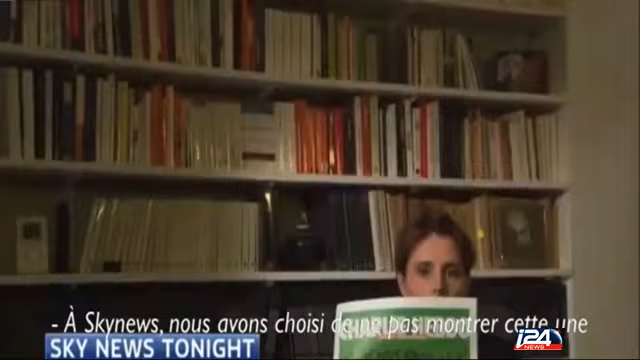 - À Skynews, nous avons choisi de ne pas montrer cette une
SKY NEWS TONIGHT
i24
NEWS